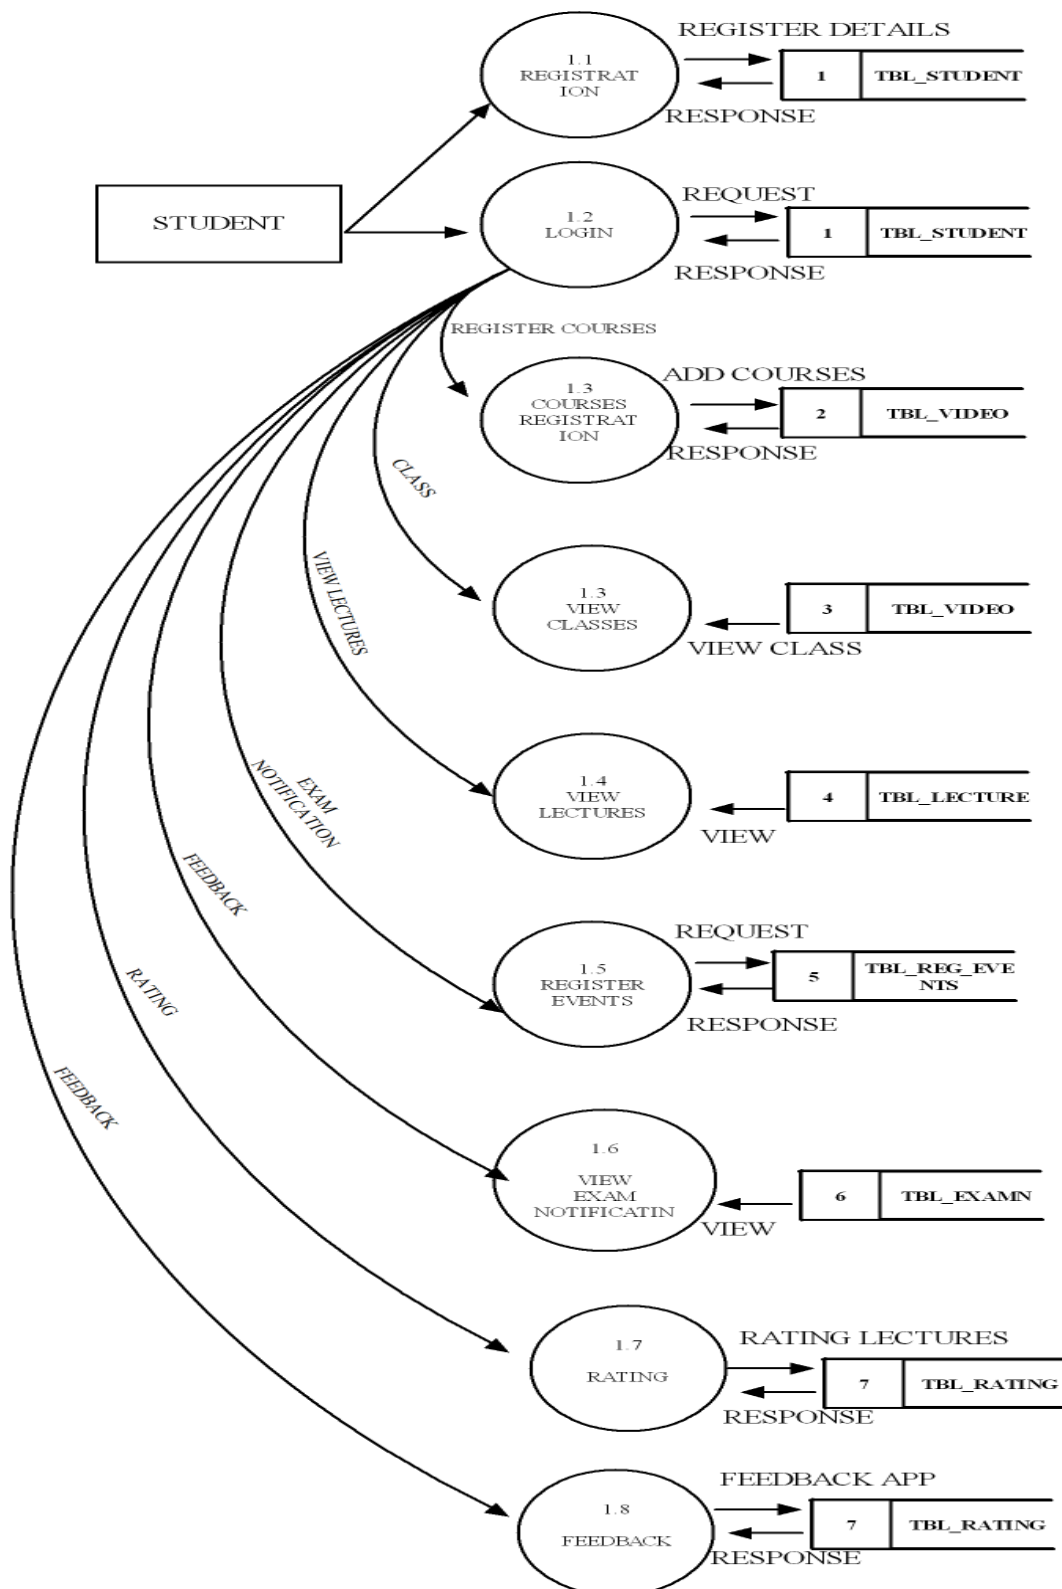 REGISTER DETAILS
1.1
REGISTRAT
ION
1
TBL_STUDENT
RESPONSE
STUDENT
REQUEST
1.2
LOGIN
1
TBL_STUDENT
RESPONSE
REGISTER COURSES
ADD COURSES
1.3
COURSES
REGISTRAT
ION
2
TBL_VIDEO
RESPONSE
CLASS
VIEW LECTURES
1.3
VIEW
CLASSES
3
TBL_VIDEO
VIEW CLASS
EXAM
NOTIFICATION
1.4
VIEW
LECTURES
4
TBL_LECTURE
VIEW
FEEDBACK
REQUEST
1.5
REGISTER
EVENTS
5
TBL_REG_EVE
NTS
RESPONSE
RATING
FEEDBACK
1.6
VIEW
EXAM
NOTIFICATIN
6
TBL_EXAMN
VIEW
RATING LECTURES
1.7
RATING
7
TBL_RATING
RESPONSE
FEEDBACK APP
1.8
FEEDBACK
7
TBL_RATING
RESPONSE